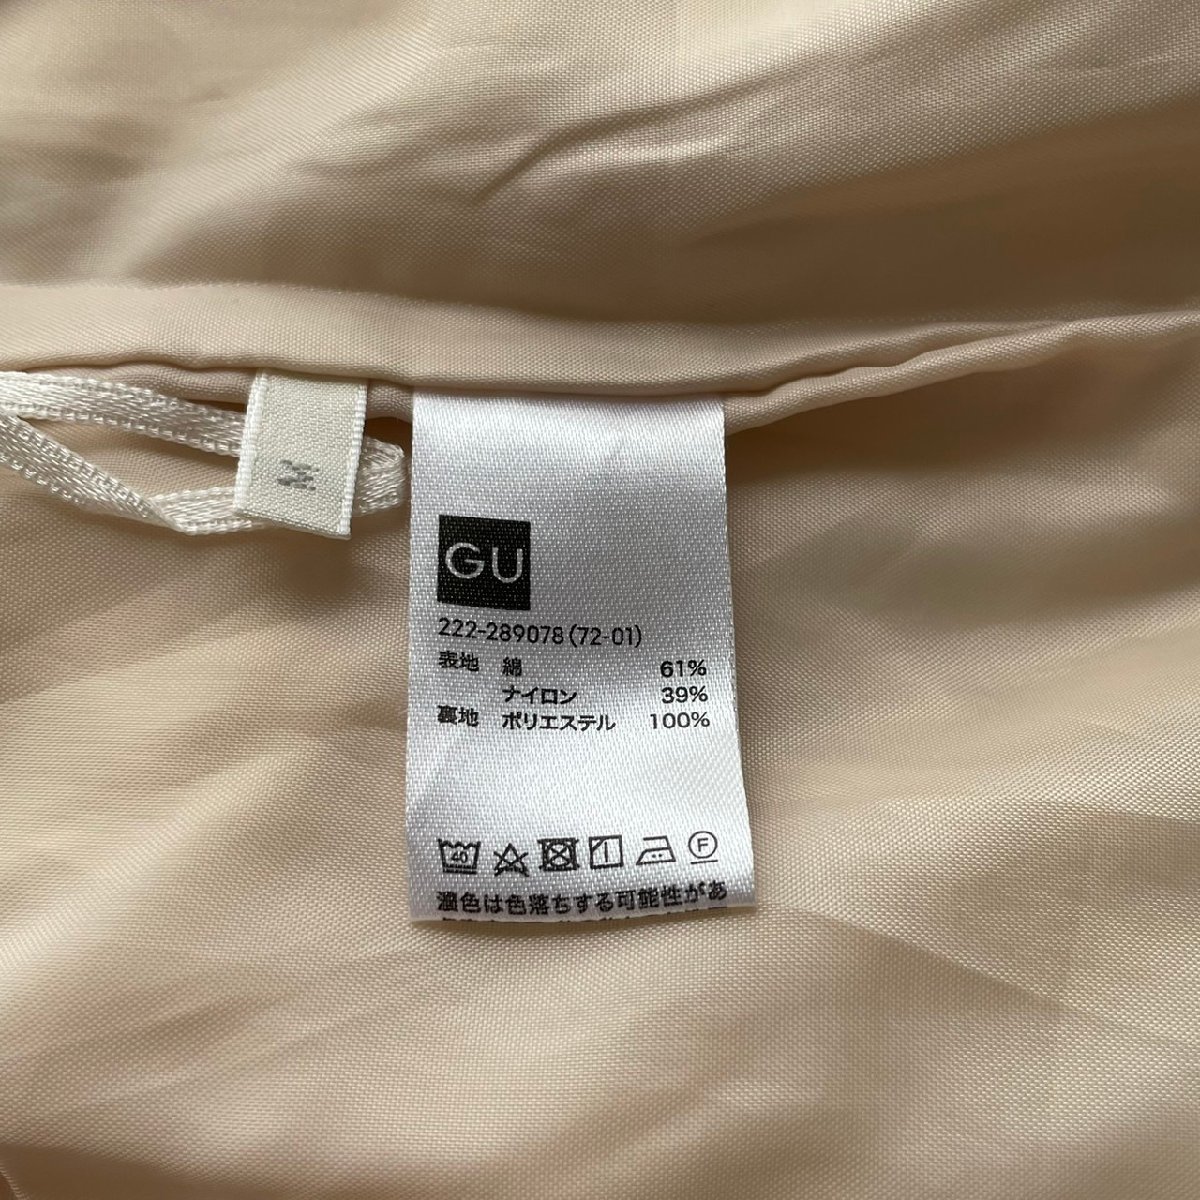 M
GU
222-289078 (72-01)
表地 綿 61%
ナイロン 39%
裏地 ポリエステル 100%
40
F
濃色は色落ちする可能性があ